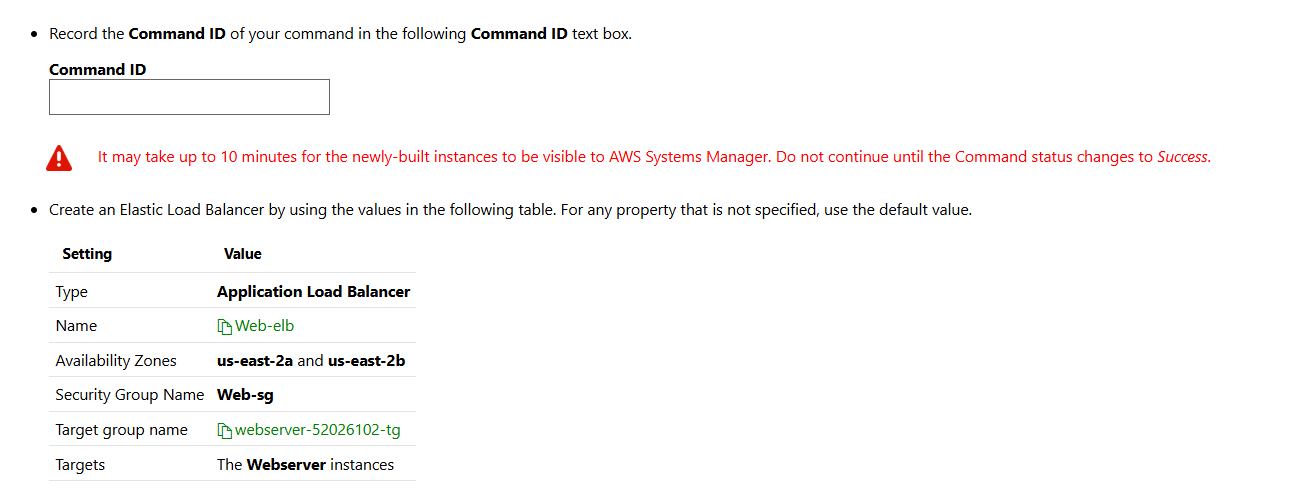 Record the Command ID of your command in the following Command ID text box.
Command ID
It may take up to 10 minutes for the newly-built instances to be visible to AWS Systems Manager. Do not continue until the Command status changes to Success.
Create an Elastic Load Balancer by using the values in the following table. For any property that is not specified, use the default value.
Setting Value
Type Application Load Balancer
Name Web-elb
Availability Zones us-east-2a and us-east-2b
Security Group Name Web-sg
Target group name webserver-52026102-tg
Targets The Webserver instances